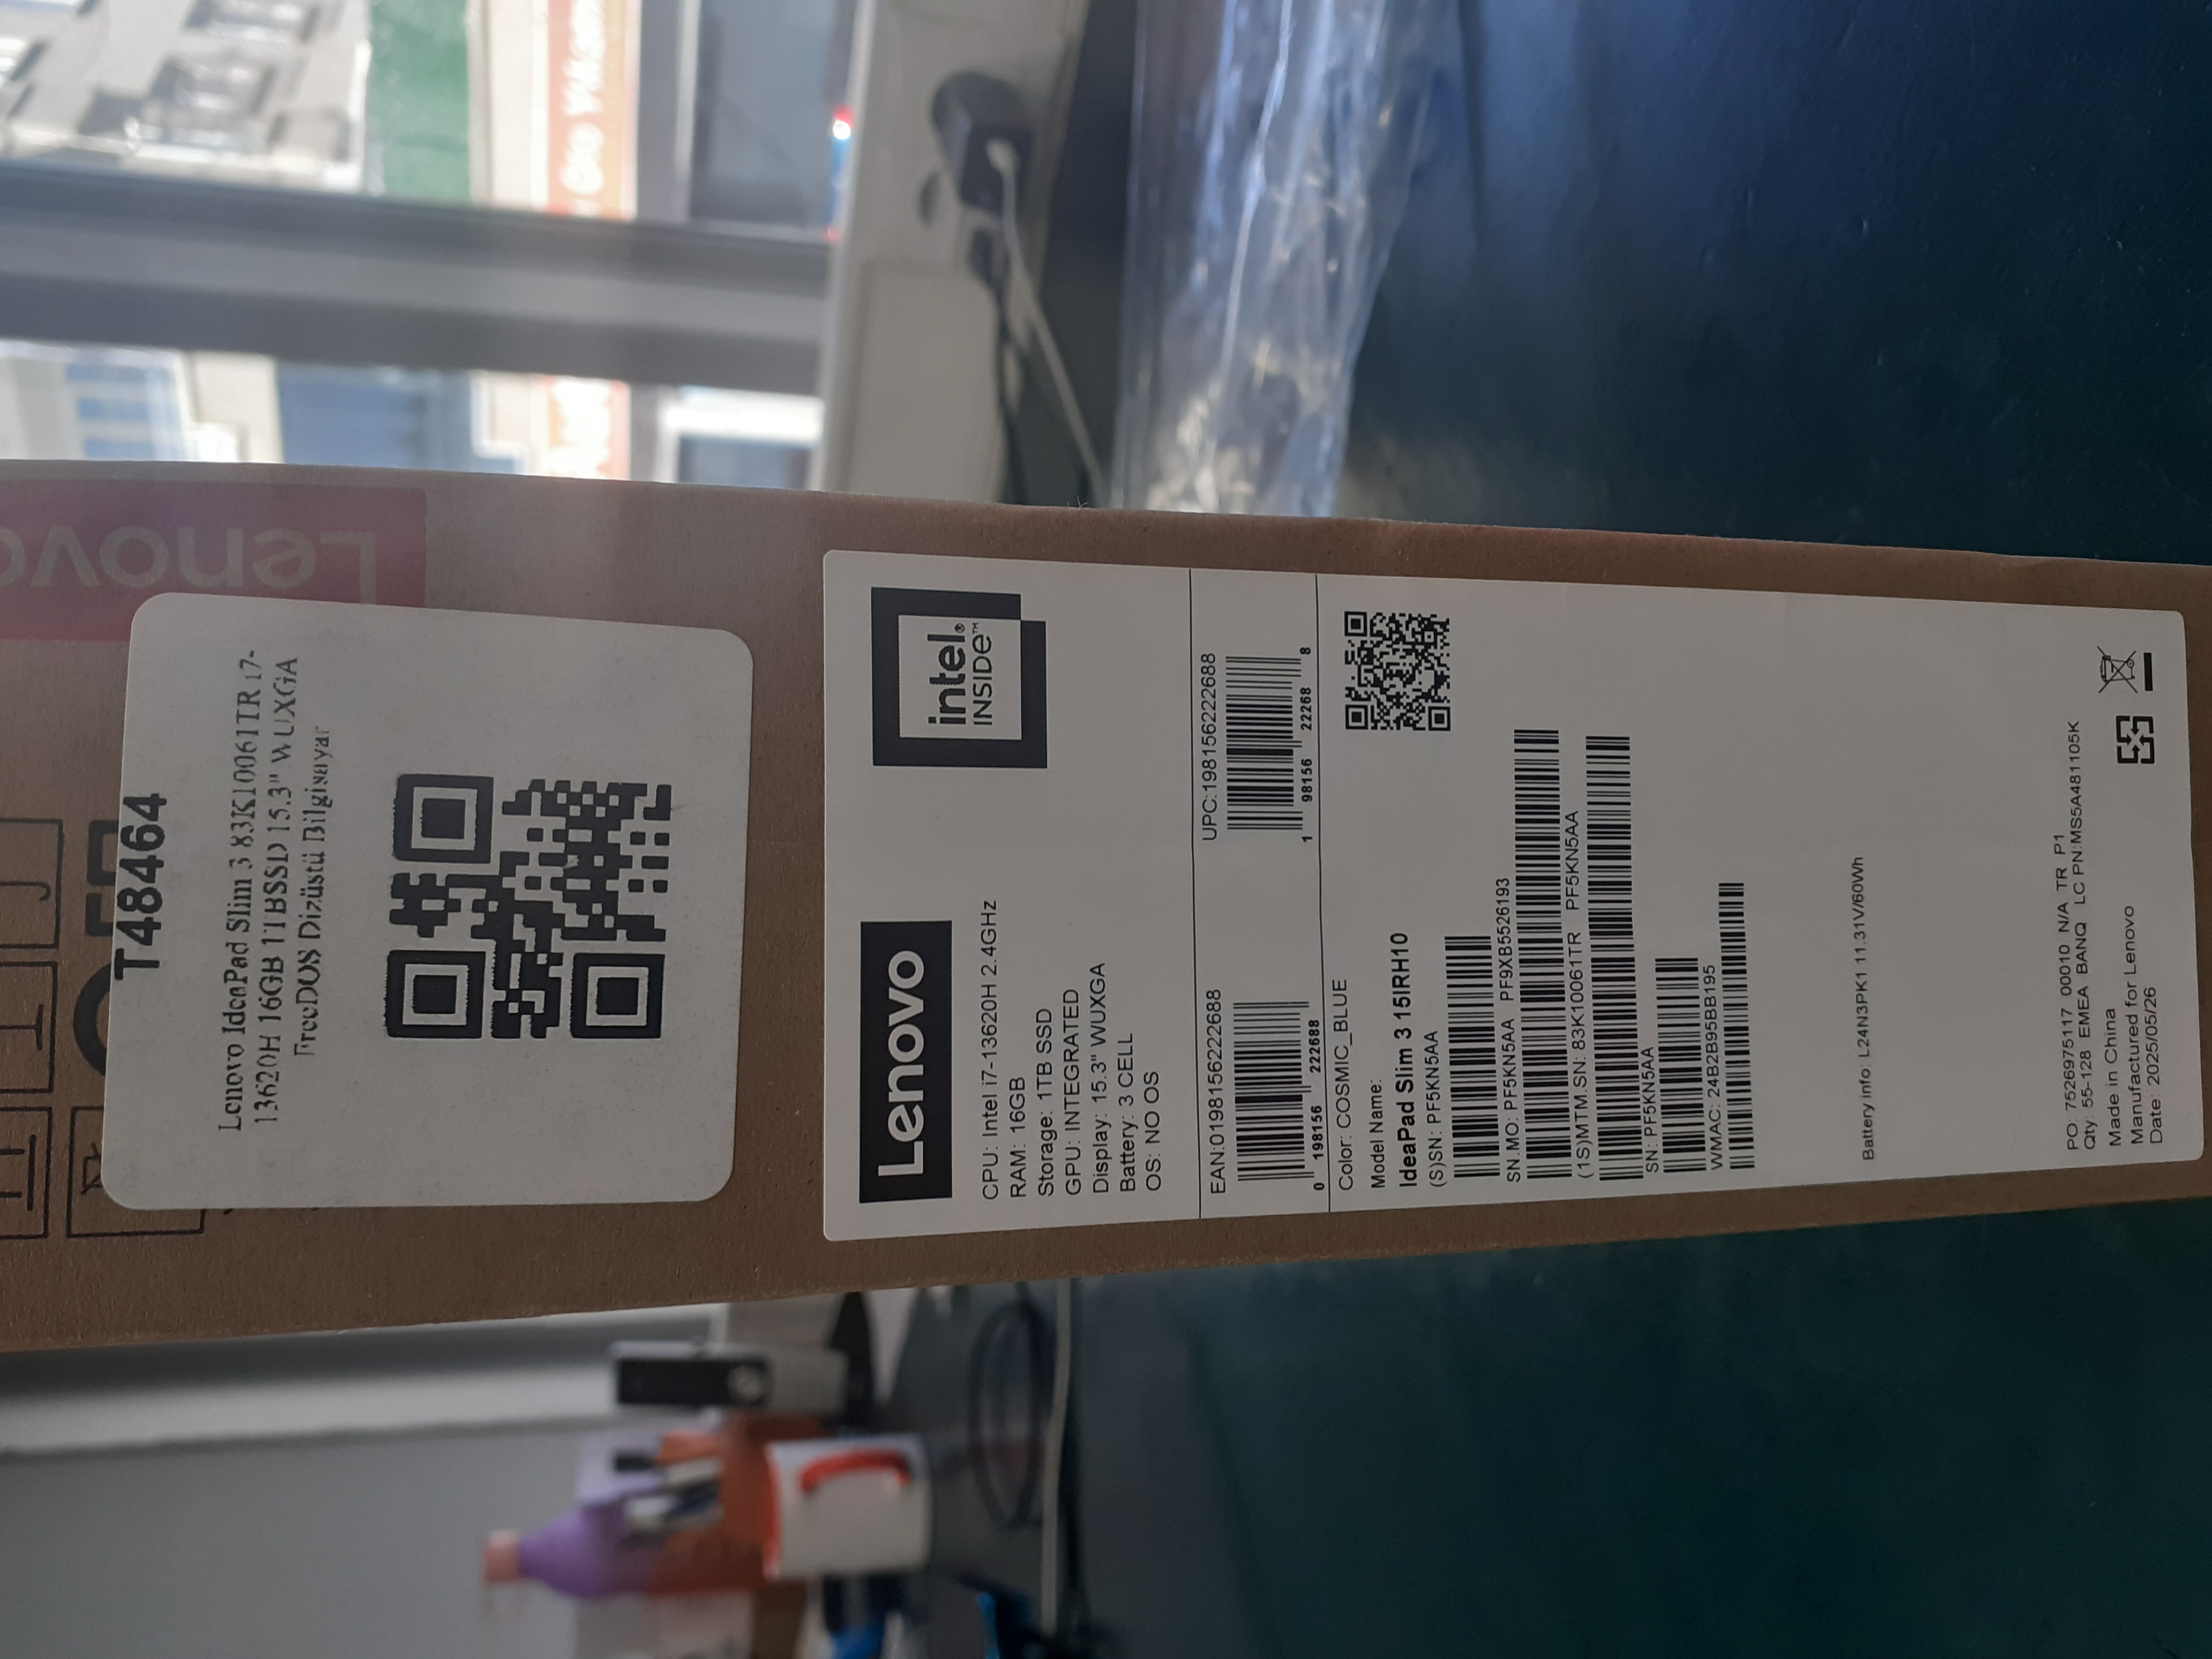 Lenovo
T48464
Lenovo IdeaPad Slim 3 83K10061TR i7-
13620H 16GB 1TBSSD 15.3" WUXGA
FreeDOS Dizüstü Bilgisayar
Lenovo
intel®
INSIDE™
CPU: Intel i7-13620H 2.4GHz
RAM: 16GB
Storage: 1TB SSD
GPU: INTEGRATED
Display: 15.3" WUXGA
Battery: 3 CELL
OS: NO OS
EAN:0198156222688
0 198156 222688
UPC:198156222688
1 98156 22268 8
Color: COSMIC_BLUE
Model Name:
IdeaPad Slim 3 15IRH10
(S)SN: PF5KN5AA
SN.MO: PF5KN5AA PF9XB5526193
(1S)MTM.SN: 83K10061TR PF5KN5AA
SN: PF5KN5AA
WMAC: 24B2B95BB195
Battery info: L24N3PK1 11.31V/60Wh
PO: 7526975117 00010 N/A TR P1
Qty: 55-128 EMEA BANQ LC PN:MS5A481105K
Made in China
Manufactured for Lenovo
Date: 2025/05/26